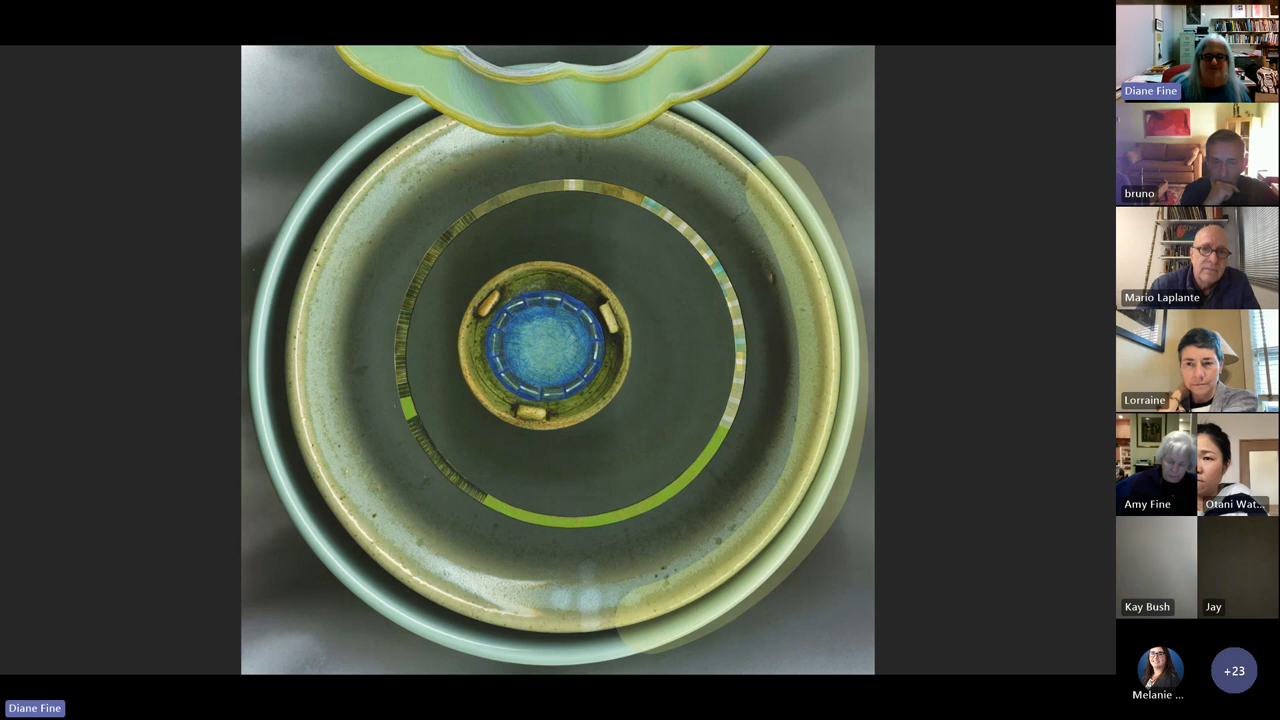 Diane Fine
bruno
Mario Laplante
Lorraine
Amy Fine
Otani Wat...
Kay Bush
Jay
Melanie ...
+23
Diane Fine